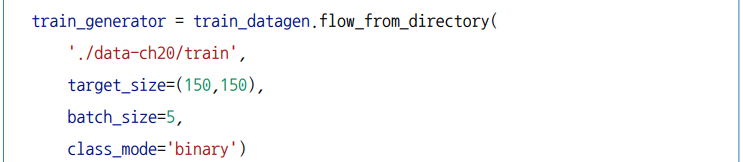 train_generator = train_datagen.flow_from_directory(
    './data-ch20/train',
    target_size=(150,150),
    batch_size=5,
    class_mode='binary')